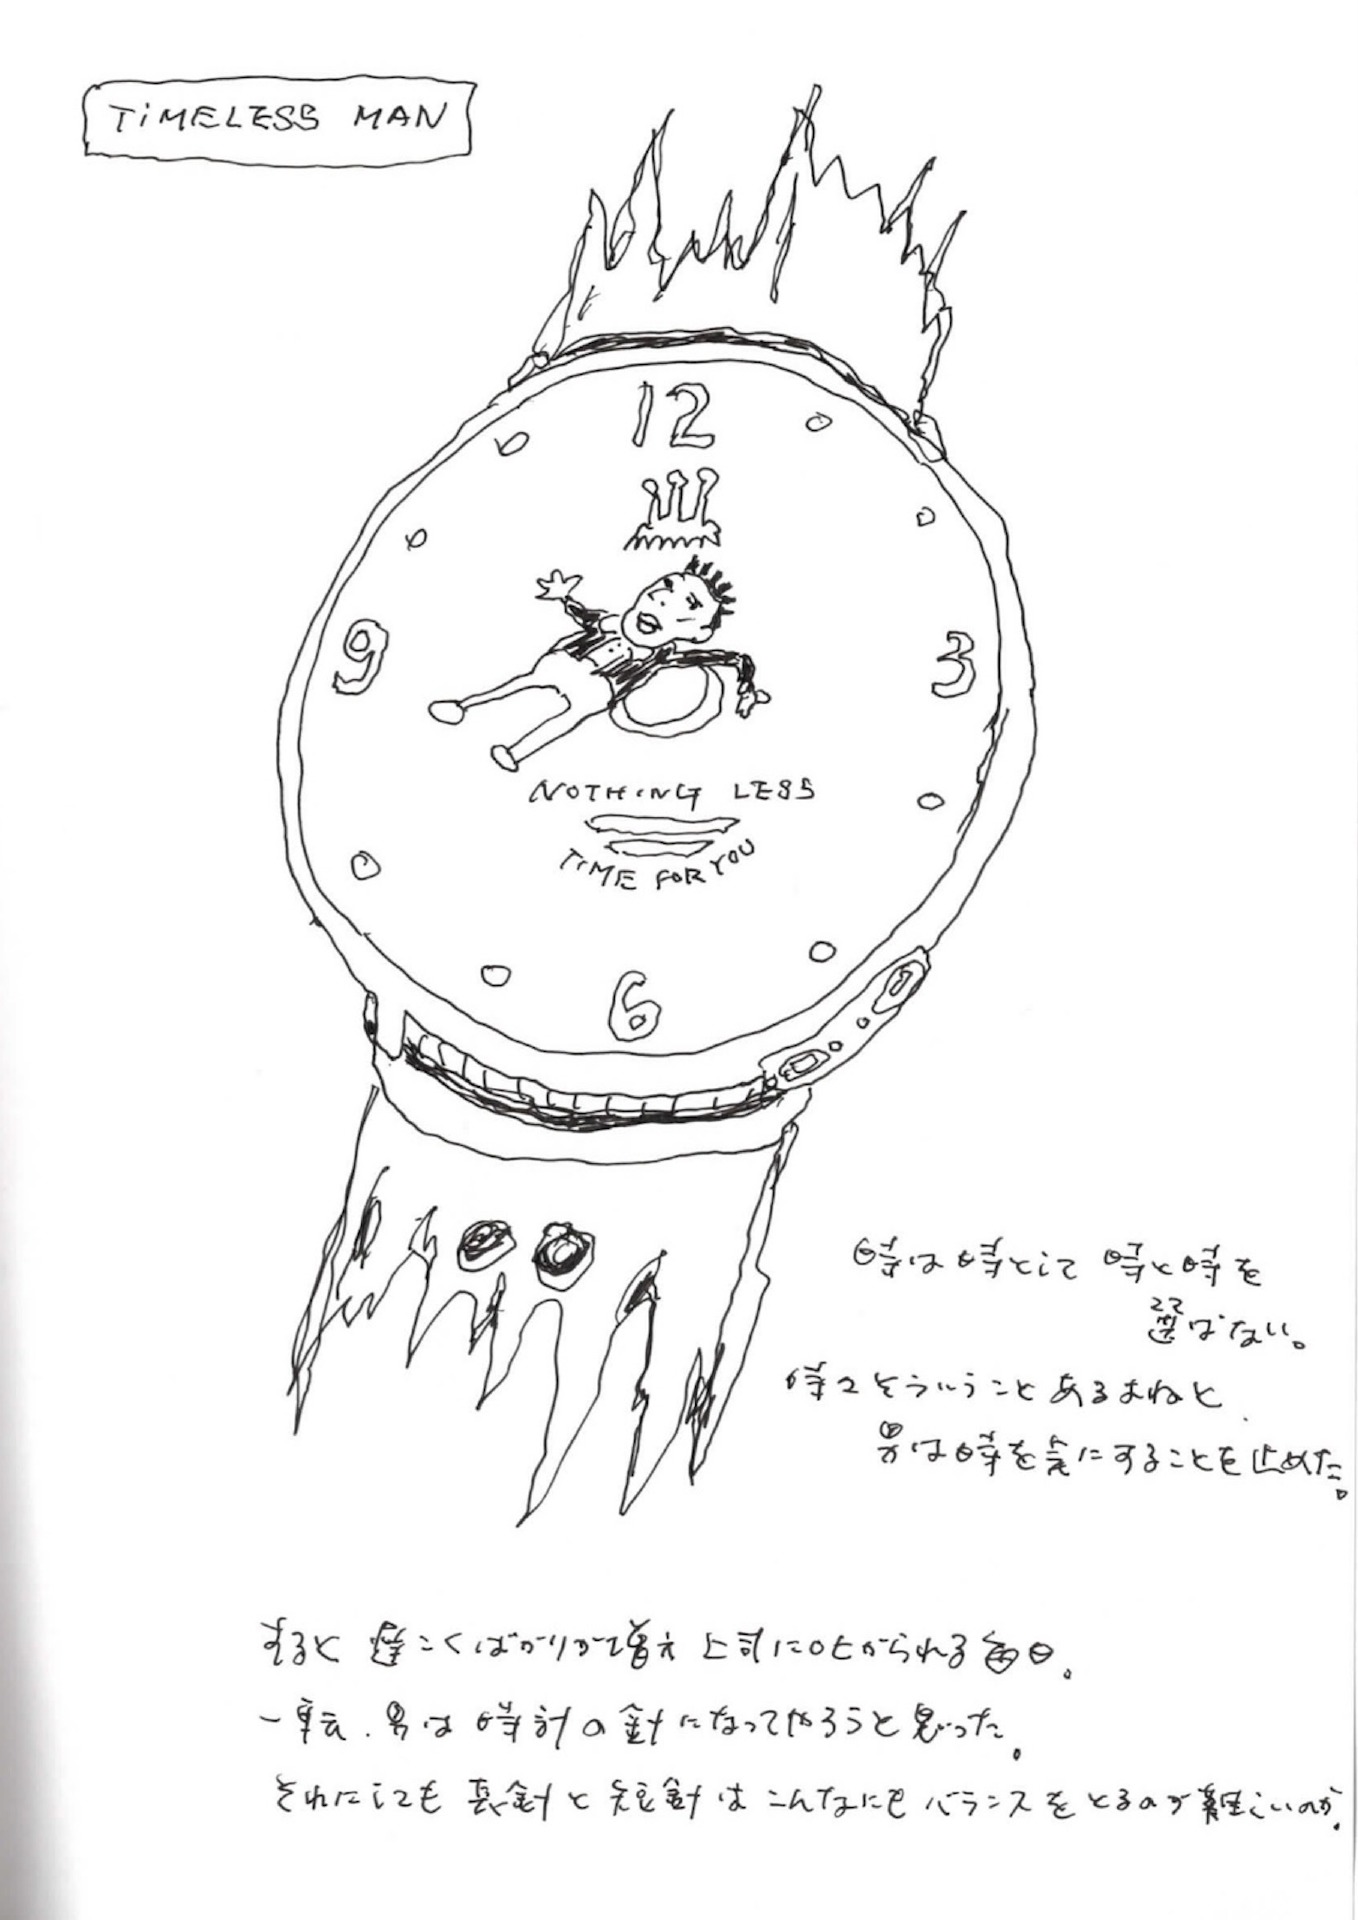 TIMELESS MAN
12
9
3
NOTHING LESS
TIME FOR YOU
6
時は時として 時と時を
選ばない。
時々そういうこと あるよねと
男は時を気にすることを止めた。
すると 遅こくばかりが増え 上司に叱られる毎日。
一転、男は 時計の針になってやろうと思った。
それにしても 長針と短針は こんなにもバランスをとるのが難しいのか。